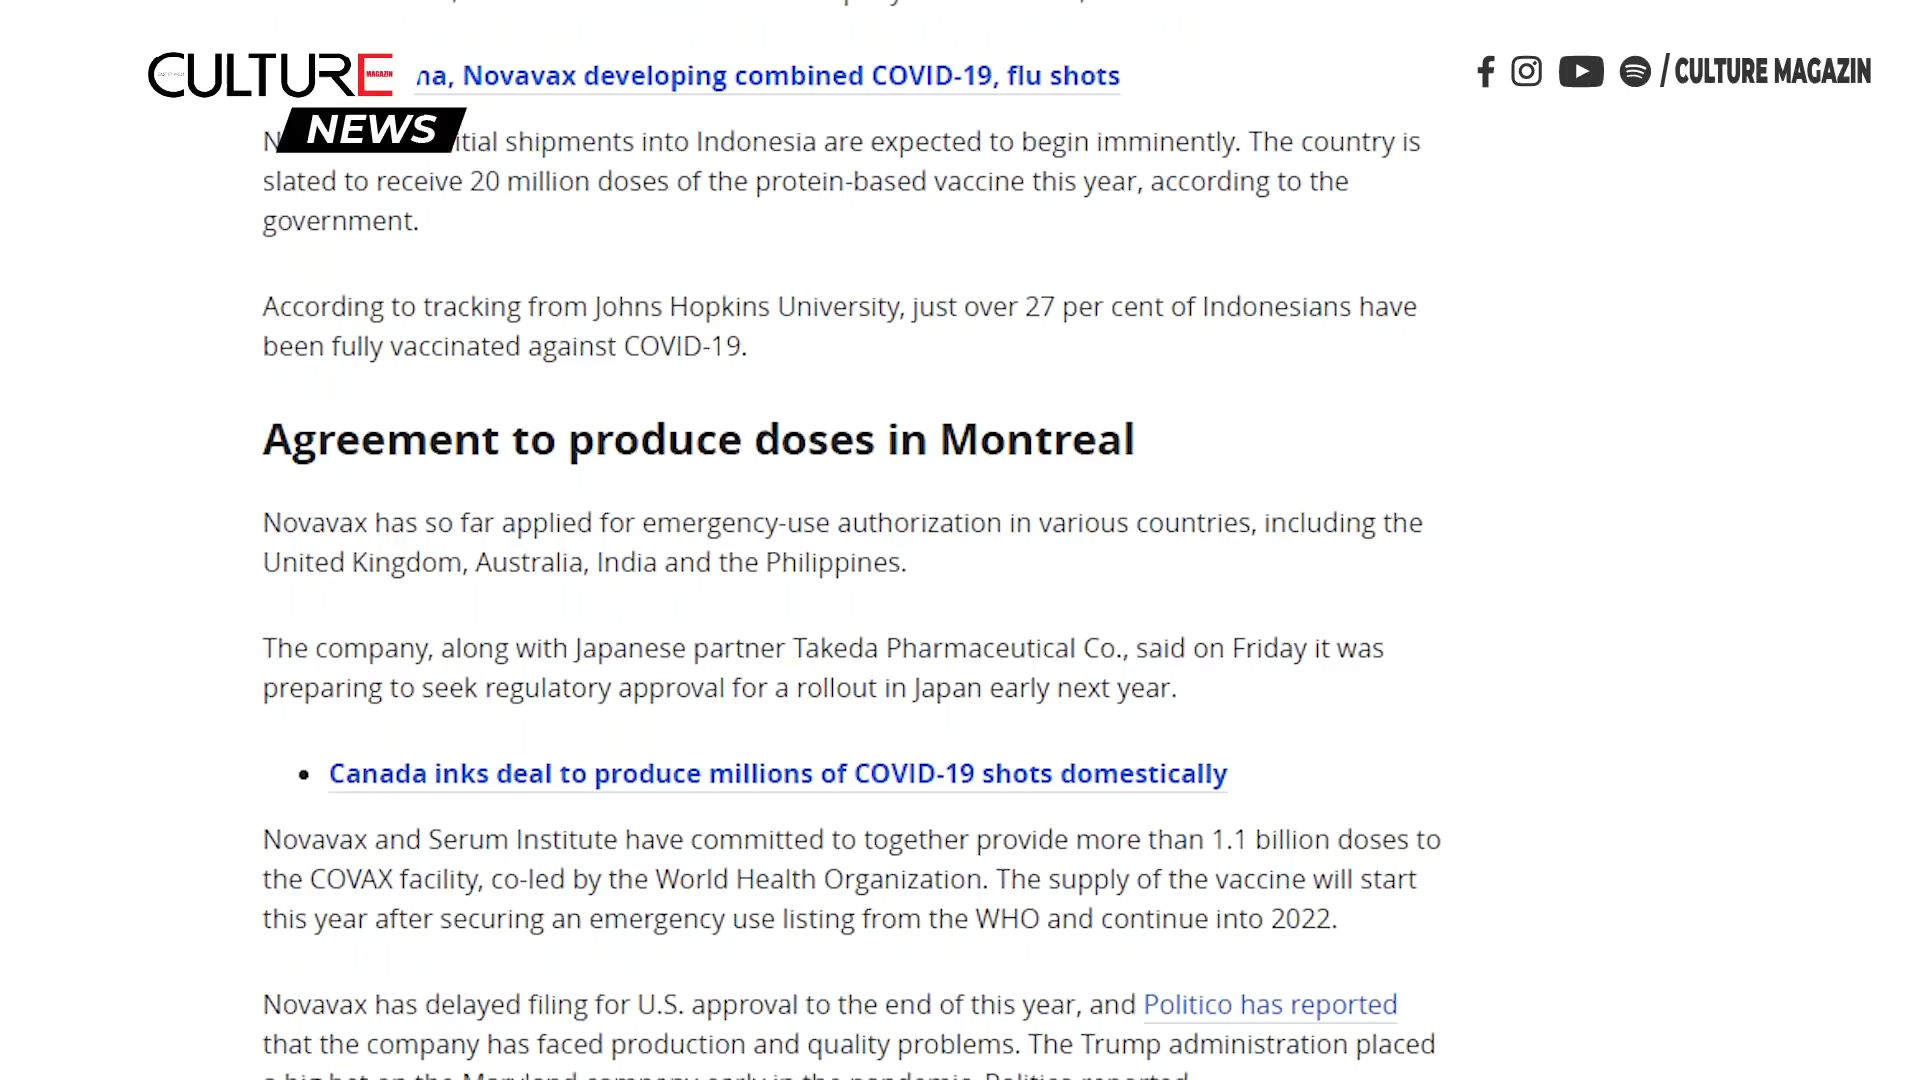 CULTURE
MAGAZIN
NEWS
/ CULTURE MAGAZIN
na, Novavax developing combined COVID-19, flu shots
itial shipments into Indonesia are expected to begin imminently. The country is
slated to receive 20 million doses of the protein-based vaccine this year, according to the
government.
According to tracking from Johns Hopkins University, just over 27 per cent of Indonesians have
been fully vaccinated against COVID-19.
Agreement to produce doses in Montreal
Novavax has so far applied for emergency-use authorization in various countries, including the
United Kingdom, Australia, India and the Philippines.
The company, along with Japanese partner Takeda Pharmaceutical Co., said on Friday it was
preparing to seek regulatory approval for a rollout in Japan early next year.
• Canada inks deal to produce millions of COVID-19 shots domestically
Novavax and Serum Institute have committed to together provide more than 1.1 billion doses to
the COVAX facility, co-led by the World Health Organization. The supply of the vaccine will start
this year after securing an emergency use listing from the WHO and continue into 2022.
Novavax has delayed filing for U.S. approval to the end of this year, and Politico has reported
that the company has faced production and quality problems. The Trump administration placed